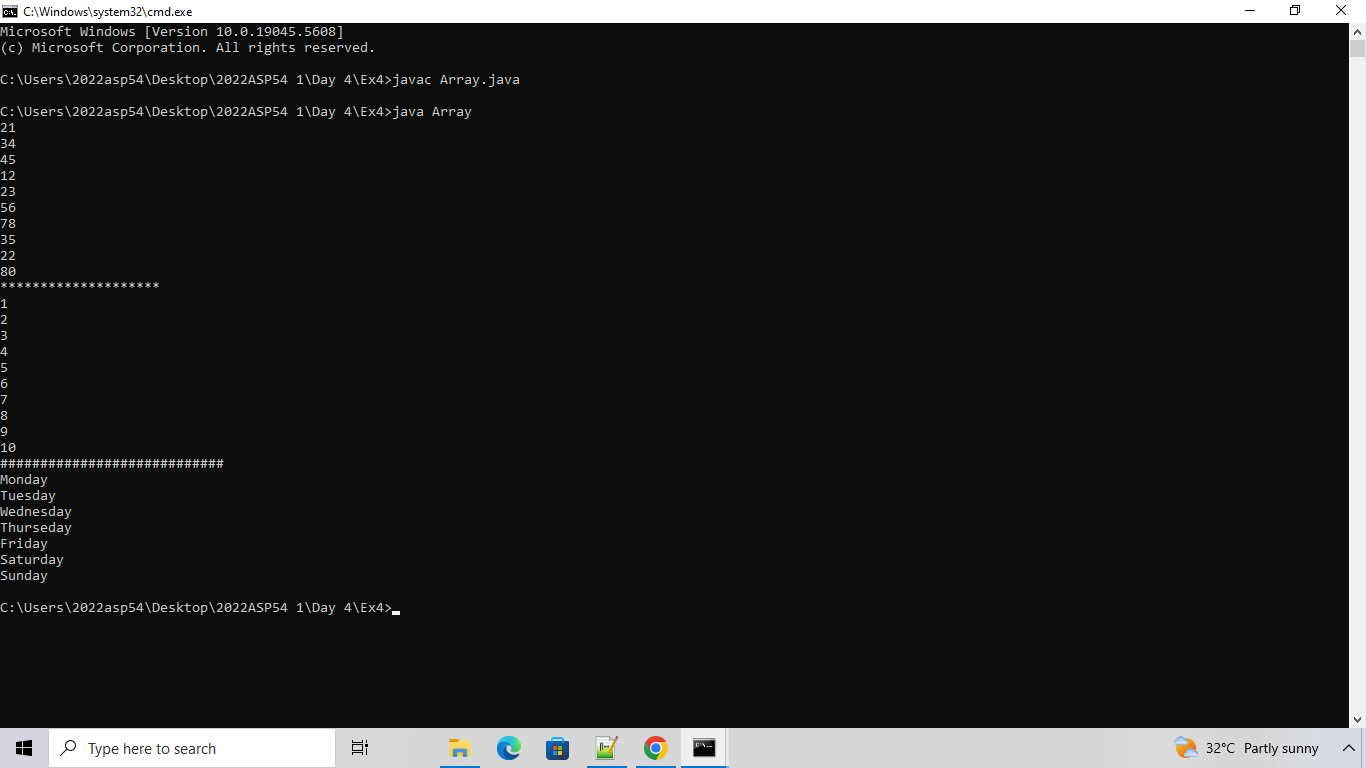 C:\Windows\system32\cmd.exe
Microsoft Windows [Version 10.0.19045.5608]
(c) Microsoft Corporation. All rights reserved.
C:\Users\2022asp54\Desktop\2022ASP54 1\Day 4\Ex4>javac Array.java
C:\Users\2022asp54\Desktop\2022ASP54 1\Day 4\Ex4>java Array
21
34
45
12
23
56
78
35
22
80
********************
1
2
3
4
5
6
7
8
9
10
############################
Monday
Tuesday
Wednesday
Thurseday
Friday
Saturday
Sunday
C:\Users\2022asp54\Desktop\2022ASP54 1\Day 4\Ex4>
Type here to search
32°C Partly sunny